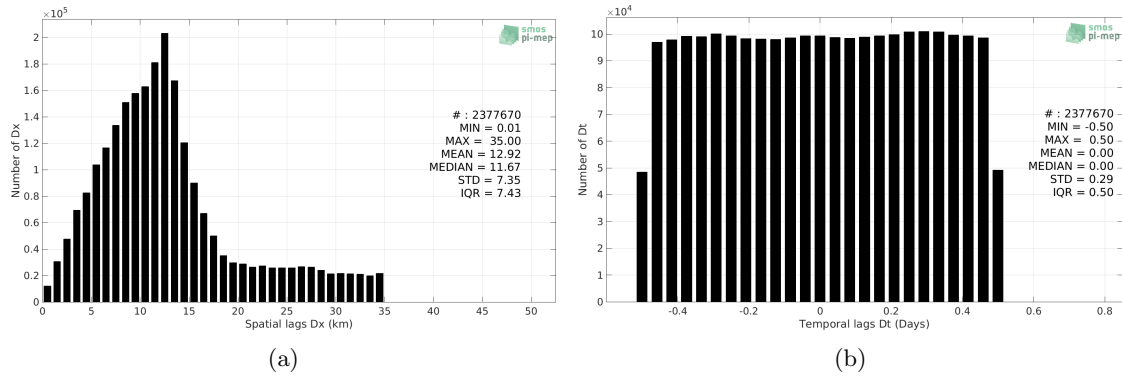 ×10⁵
2
1.8
1.6
1.4
1.2
1
0.8
0.6
0.4
0.2
0
Number of Dx
0 5 10 15 20 25 30 35 40 45 50
Spatial lags Dx (km)
smos
pi-mep
# : 2377670
MIN = 0.01
MAX = 35.00
MEAN = 12.92
MEDIAN = 11.67
STD = 7.35
IQR = 7.43
(a)
×10⁴
10
9
8
7
6
5
4
3
2
1
0
Number of Dt
-0.4 -0.2 0 0.2 0.4 0.6 0.8
Temporal lags Dt (Days)
smos
pi-mep
# : 2377670
MIN = -0.50
MAX = 0.50
MEAN = 0.00
MEDIAN = 0.00
STD = 0.29
IQR = 0.50
(b)